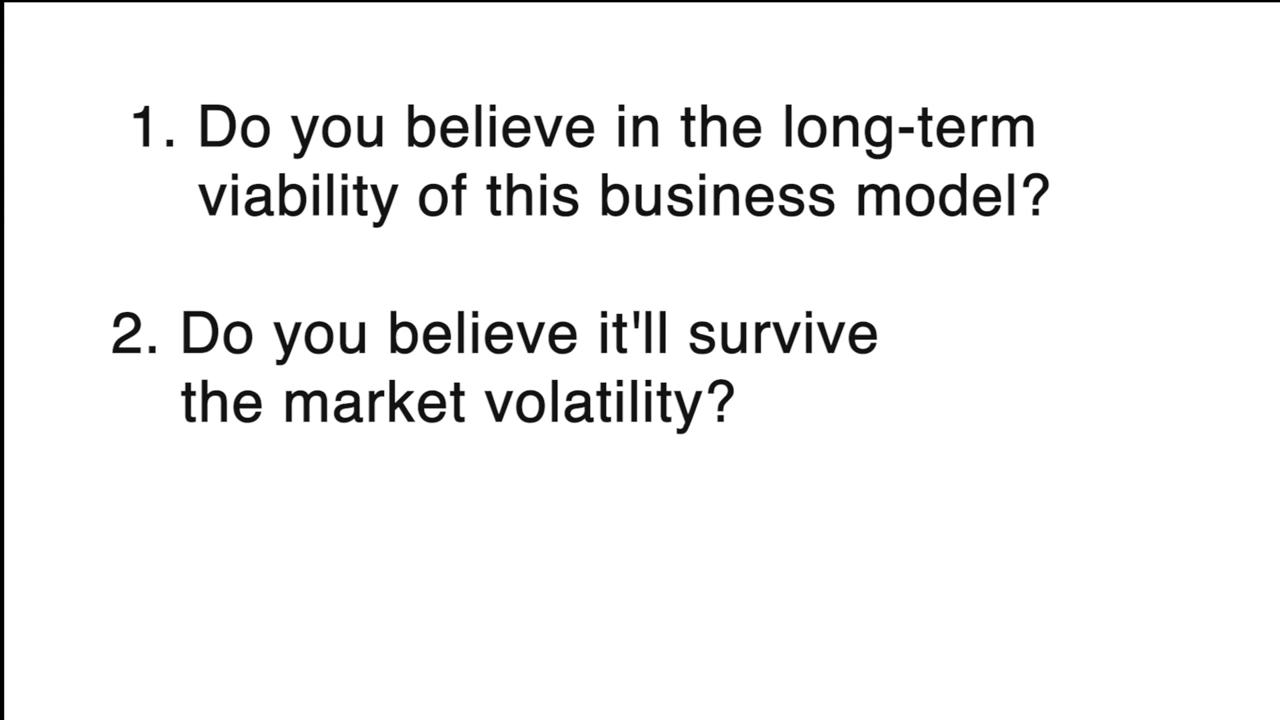 1. Do you believe in the long-term
viability of this business model?
2. Do you believe it'll survive
the market volatility?